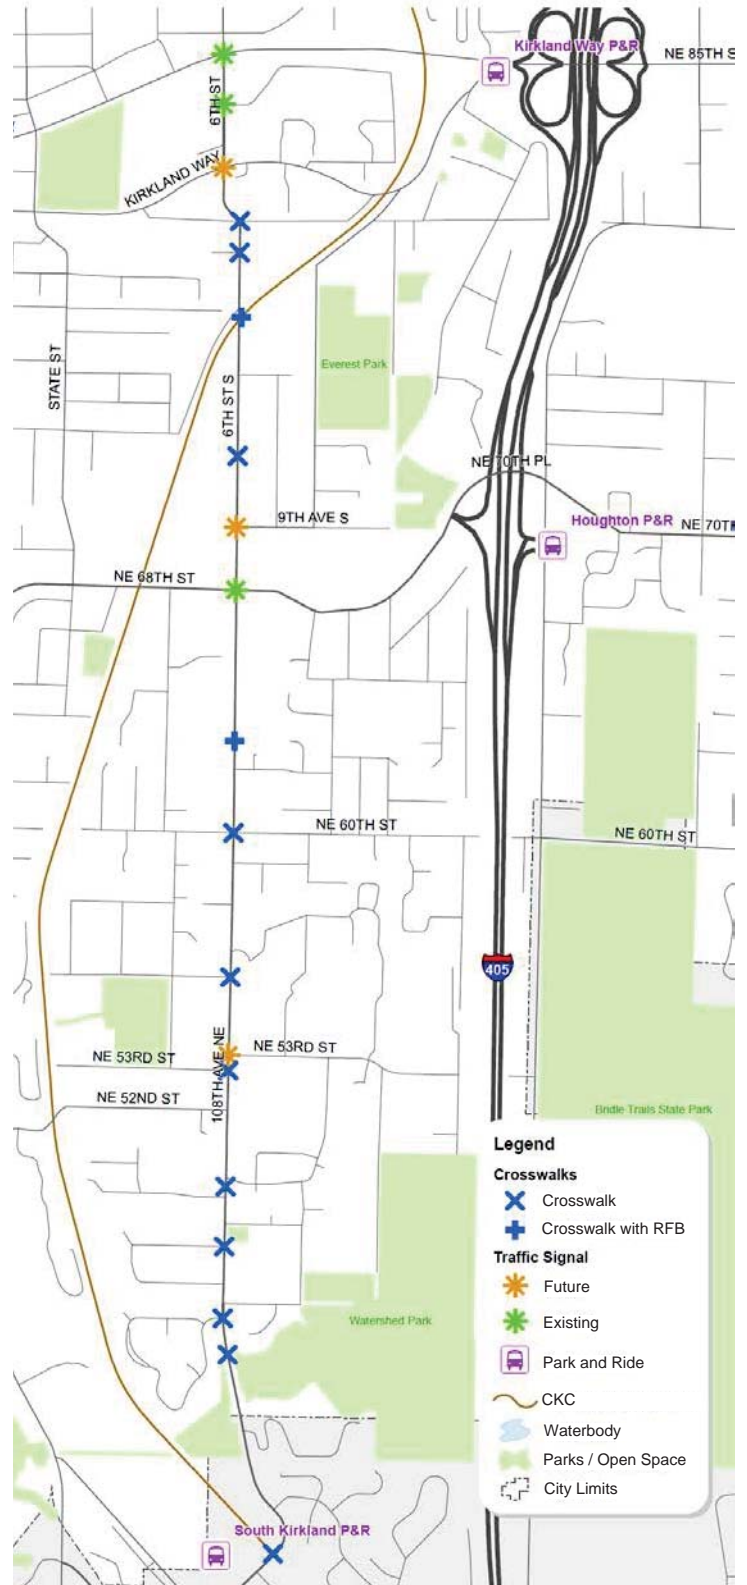 Kirkland Way P&R
NE 85TH S
6TH ST
KIRKLAND WAY
STATE ST
Everest Park
6TH ST S
NE 70TH PL
9TH AVE S
Houghton P&R
NE 70T
NE 68TH ST
NE 60TH ST
NE 60TH ST
405
108TH AVE NE
NE 53RD ST
NE 53RD ST
NE 52ND ST
Bridle Trails State Park
Legend
Crosswalks
Crosswalk
Crosswalk with RFB
Traffic Signal
Future
Existing
Park and Ride
CKC
Waterbody
Parks / Open Space
City Limits
Watershed Park
South Kirkland P&R